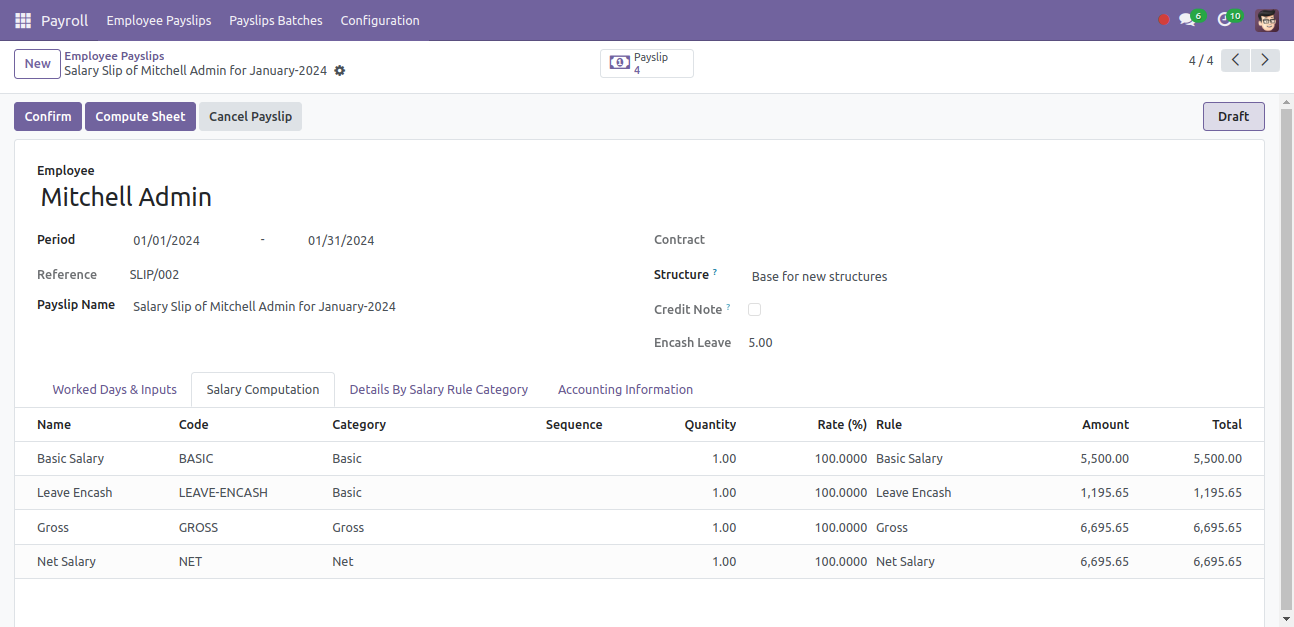 Payroll Employee Payslips Payslips Batches Configuration 6 10
New Employee Payslips
Salary Slip of Mitchell Admin for January-2024
Payslip
4
4 / 4
Confirm Compute Sheet Cancel Payslip Draft
Employee
Mitchell Admin
Period 01/01/2024 - 01/31/2024 Contract
Reference SLIP/002 Structure ? Base for new structures
Payslip Name Salary Slip of Mitchell Admin for January-2024 Credit Note ?
Encash Leave 5.00
Worked Days & Inputs Salary Computation Details By Salary Rule Category Accounting Information
Name Code Category Sequence Quantity Rate (%) Rule Amount Total
Basic Salary BASIC Basic 1.00 100.0000 Basic Salary 5,500.00 5,500.00
Leave Encash LEAVE-ENCASH Basic 1.00 100.0000 Leave Encash 1,195.65 1,195.65
Gross GROSS Gross 1.00 100.0000 Gross 6,695.65 6,695.65
Net Salary NET Net 1.00 100.0000 Net Salary 6,695.65 6,695.65